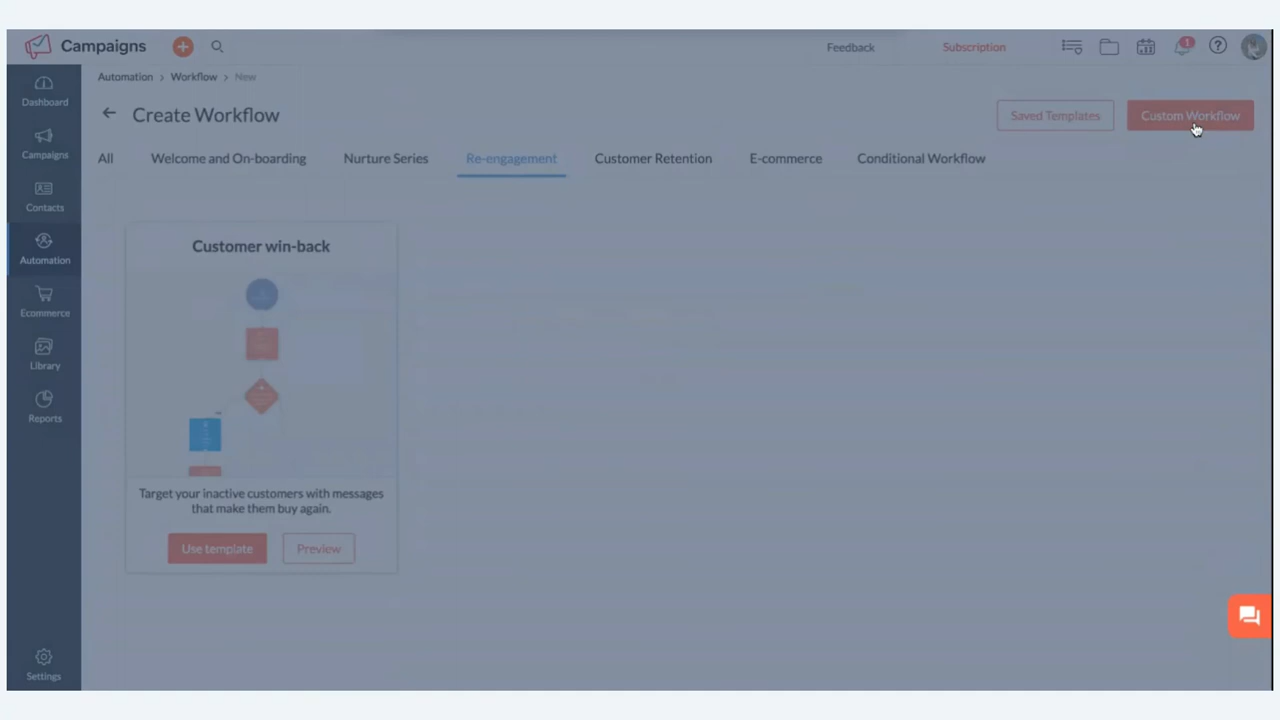 Campaigns
Feedback
Subscription
1
Automation > Workflow > New
Create Workflow
Saved Templates
Custom Workflow
All
Welcome and On-boarding
Nurture Series
Re-engagement
Customer Retention
E-commerce
Conditional Workflow
Dashboard
Campaigns
Contacts
Automation
Ecommerce
Library
Reports
Settings
Customer win-back
Target your inactive customers with messages
that make them buy again.
Use template
Preview